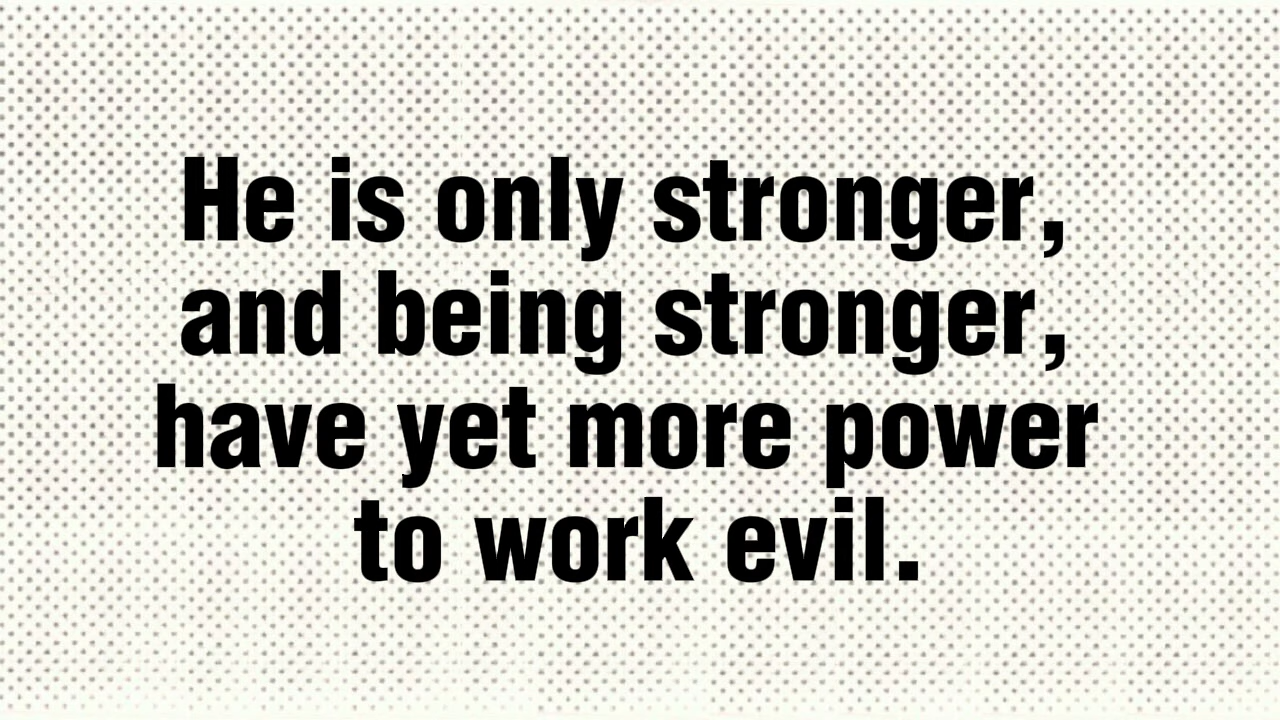 He is only stronger,
and being stronger,
have yet more power
to work evil.